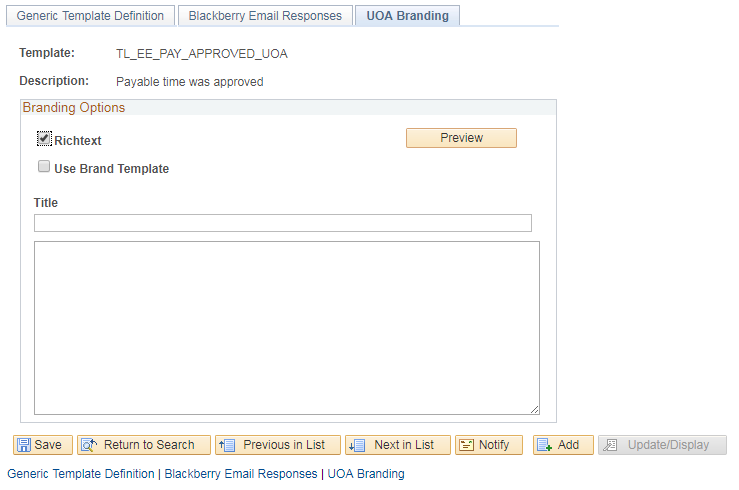 Generic Template Definition Blackberry Email Responses UOA Branding
Template: TL_EE_PAY_APPROVED_UOA
Description: Payable time was approved
Branding Options
Richtext Preview
Use Brand Template
Title
Save Return to Search Previous in List Next in List Notify Add Update/Display
Generic Template Definition | Blackberry Email Responses | UOA Branding